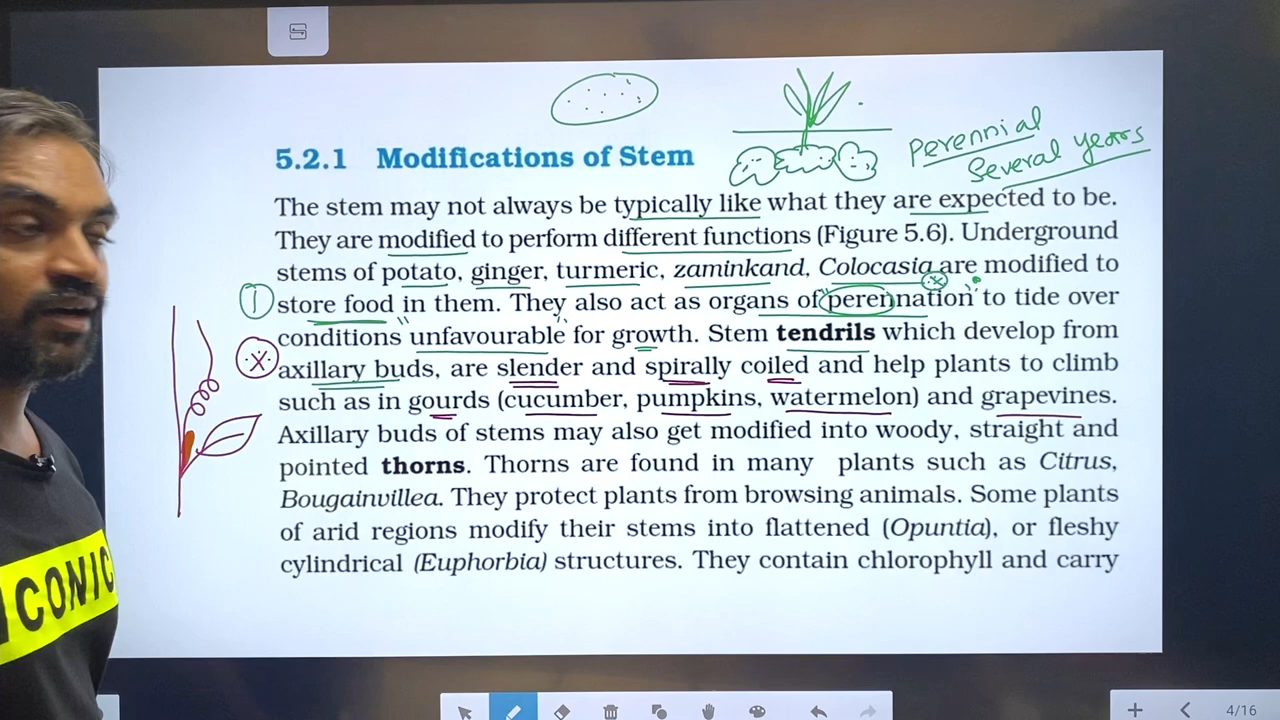 Perennial
Several years
5.2.1 Modifications of Stem
The stem may not always be typically like what they are expected to be.
They are modified to perform different functions (Figure 5.6). Underground
stems of potato, ginger, turmeric, zaminkand, Colocasia are modified to
① store food in them. They also act as organs of perennation to tide over
conditions unfavourable for growth. Stem tendrils which develop from
axillary buds, are slender and spirally coiled and help plants to climb
such as in gourds (cucumber, pumpkins, watermelon) and grapevines.
Axillary buds of stems may also get modified into woody, straight and
pointed thorns. Thorns are found in many plants such as Citrus,
Bougainvillea. They protect plants from browsing animals. Some plants
of arid regions modify their stems into flattened (Opuntia), or fleshy
cylindrical (Euphorbia) structures. They contain chlorophyll and carry
ICONIC
4/16